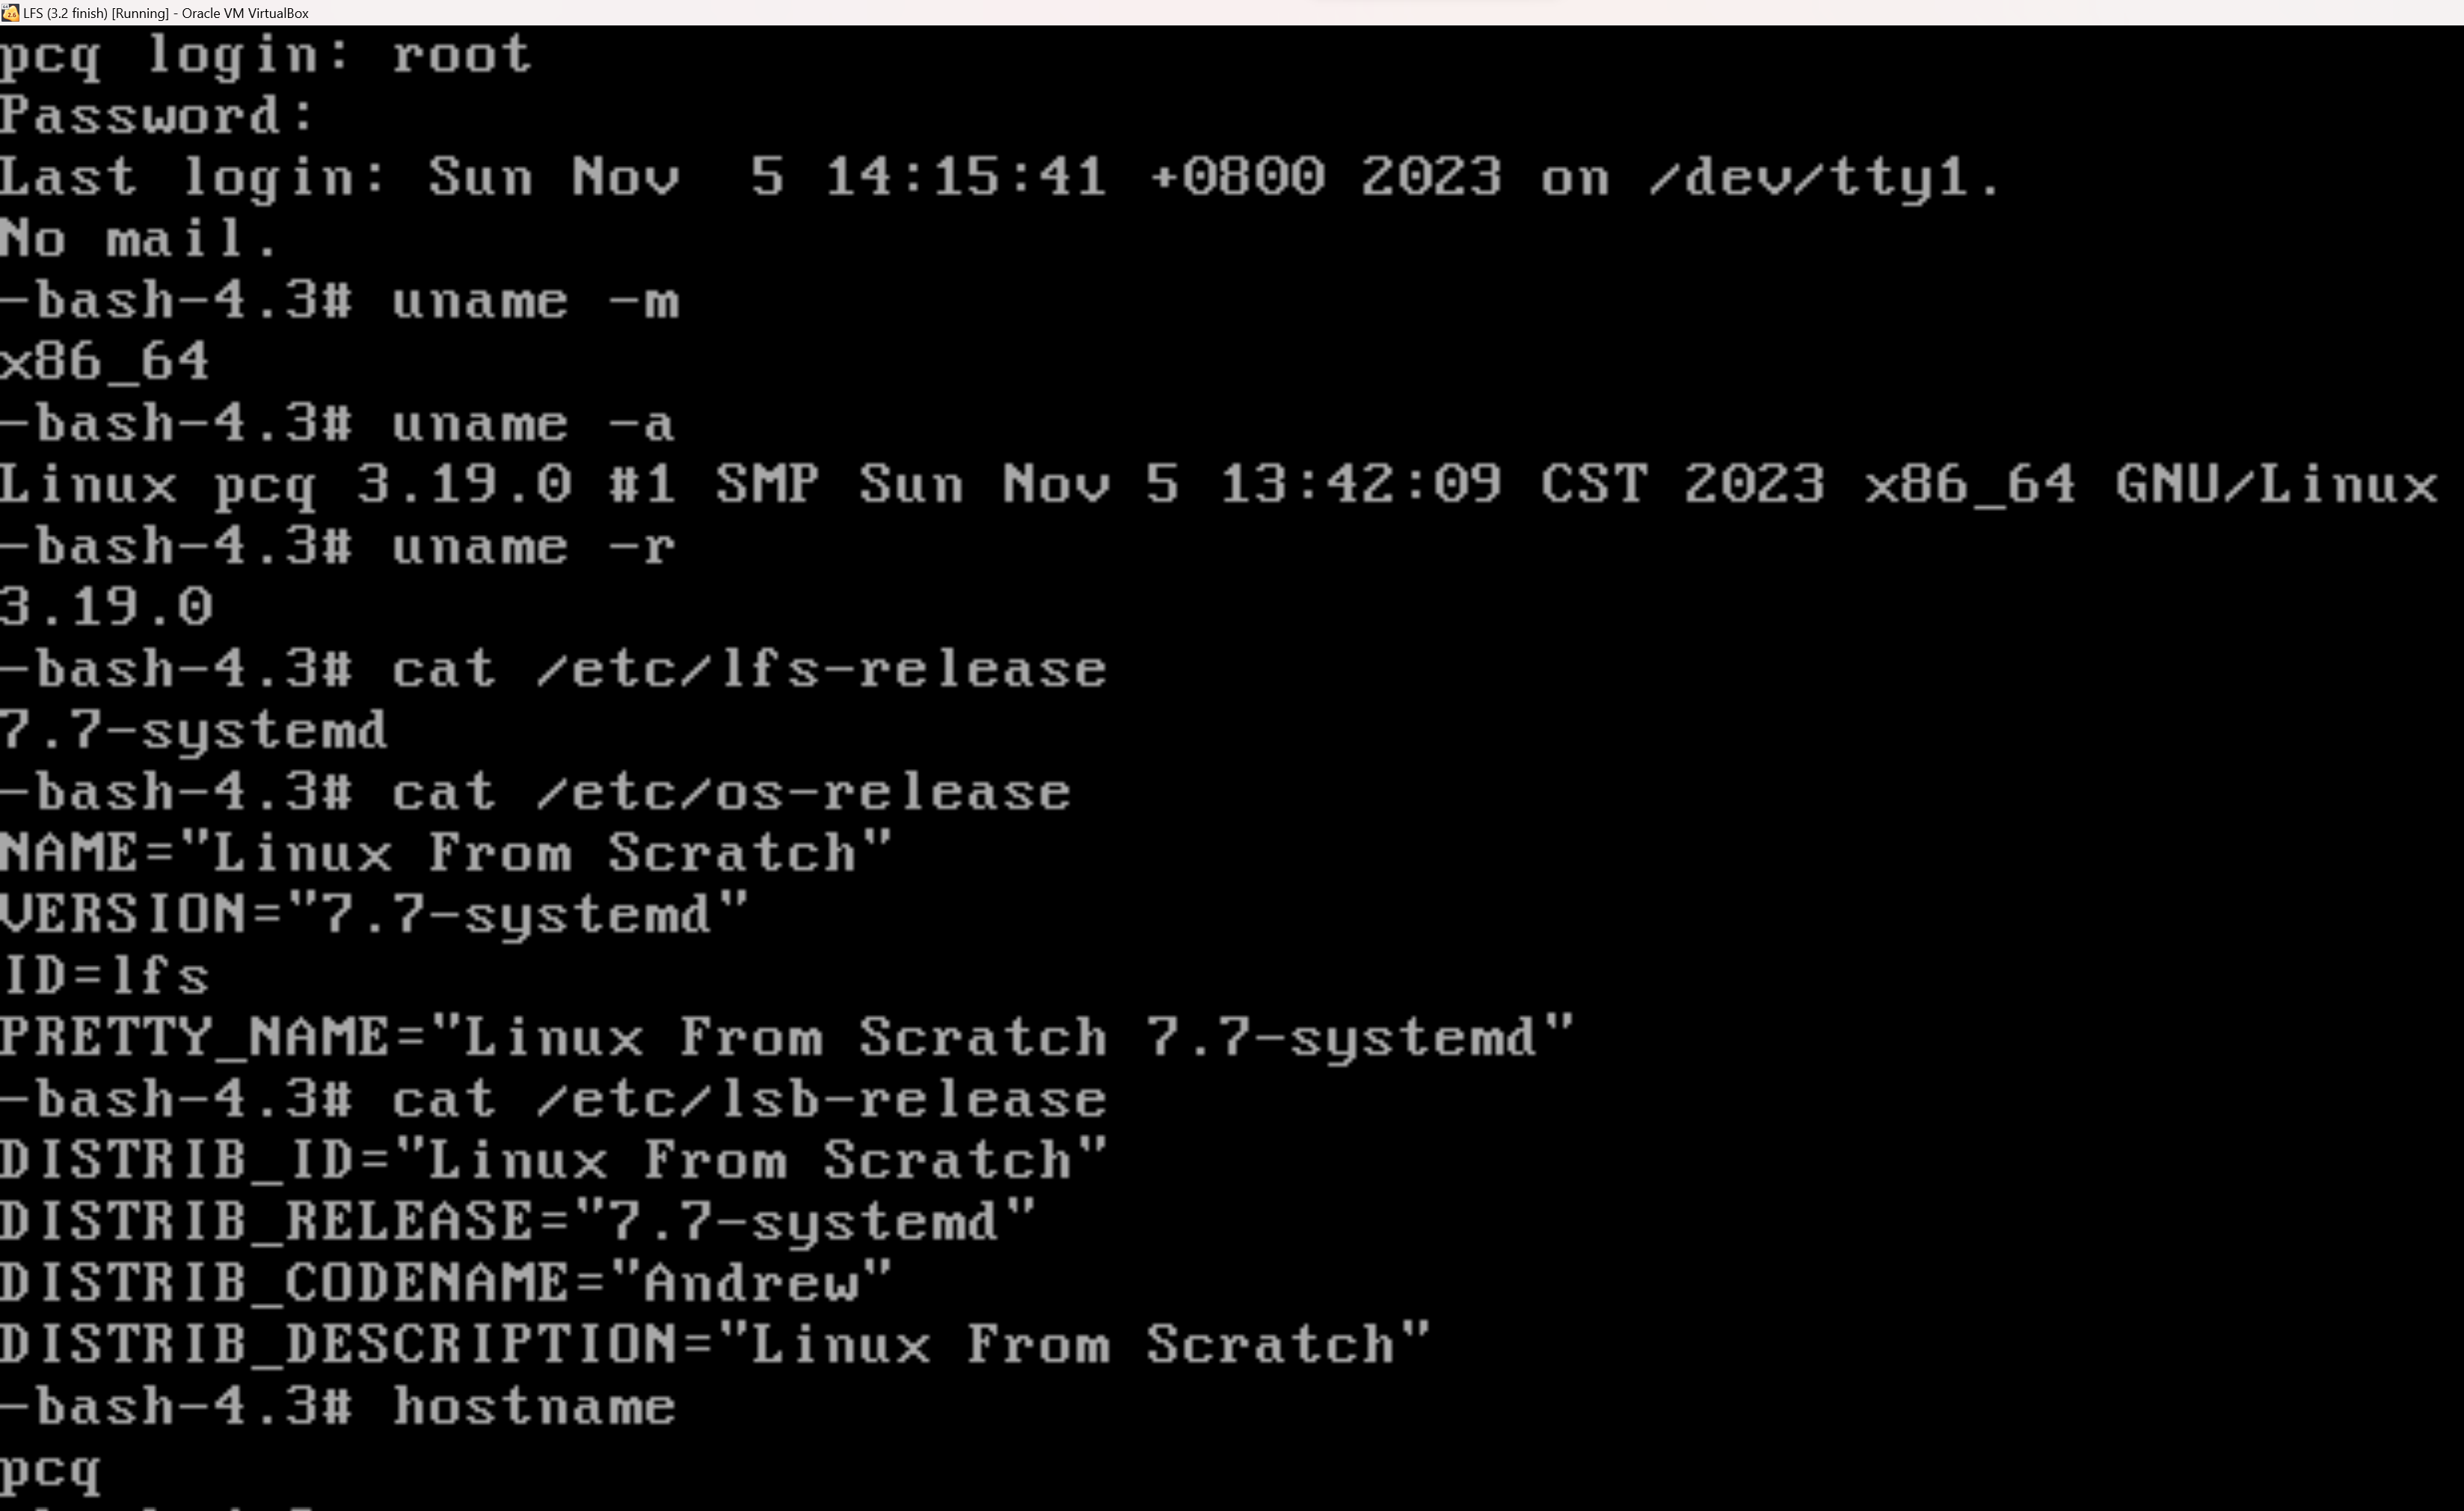 LFS (3.2 finish) [Running] - Oracle VM VirtualBox
pcq login: root
Password:
Last login: Sun Nov  5 14:15:41 +0800 2023 on /dev/tty1.
No mail.
-bash-4.3# uname -m
x86_64
-bash-4.3# uname -a
Linux pcq 3.19.0 #1 SMP Sun Nov 5 13:42:09 CST 2023 x86_64 GNU/Linux
-bash-4.3# uname -r
3.19.0
-bash-4.3# cat /etc/lfs-release
7.7-systemd
-bash-4.3# cat /etc/os-release
NAME="Linux From Scratch"
VERSION="7.7-systemd"
ID=lfs
PRETTY_NAME="Linux From Scratch 7.7-systemd"
-bash-4.3# cat /etc/lsb-release
DISTRIB_ID="Linux From Scratch"
DISTRIB_RELEASE="7.7-systemd"
DISTRIB_CODENAME="Andrew"
DISTRIB_DESCRIPTION="Linux From Scratch"
-bash-4.3# hostname
pcq